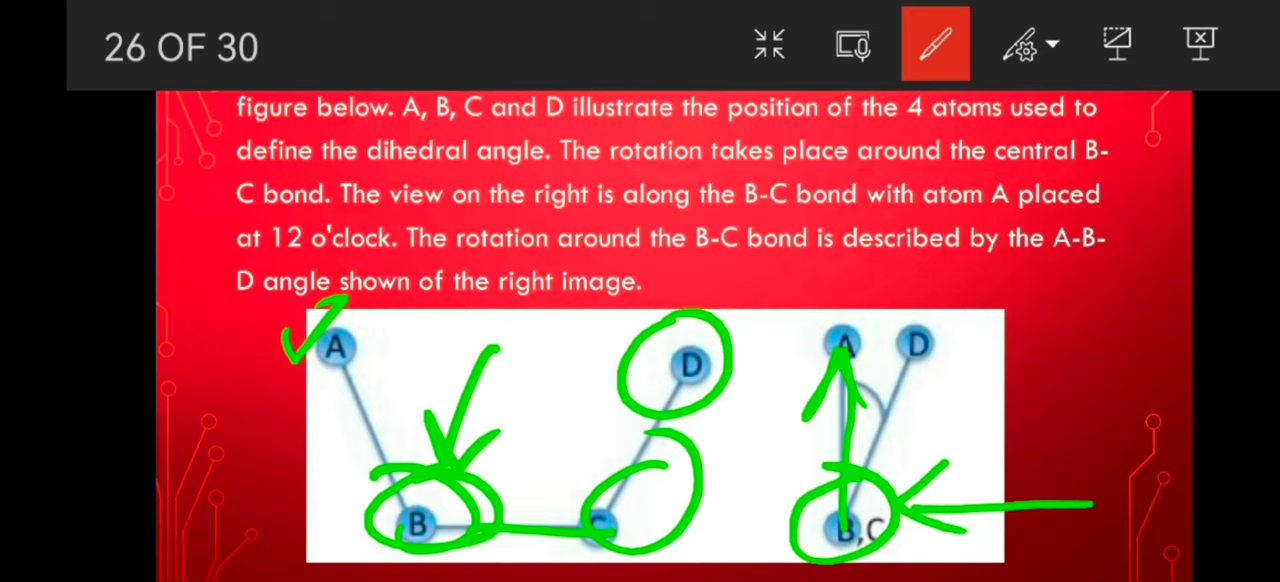 26 OF 30
figure below. A, B, C and D illustrate the position of the 4 atoms used to
define the dihedral angle. The rotation takes place around the central B-
C bond. The view on the right is along the B-C bond with atom A placed
at 12 o'clock. The rotation around the B-C bond is described by the A-B-
D angle shown of the right image.
A D A D
B C B,C